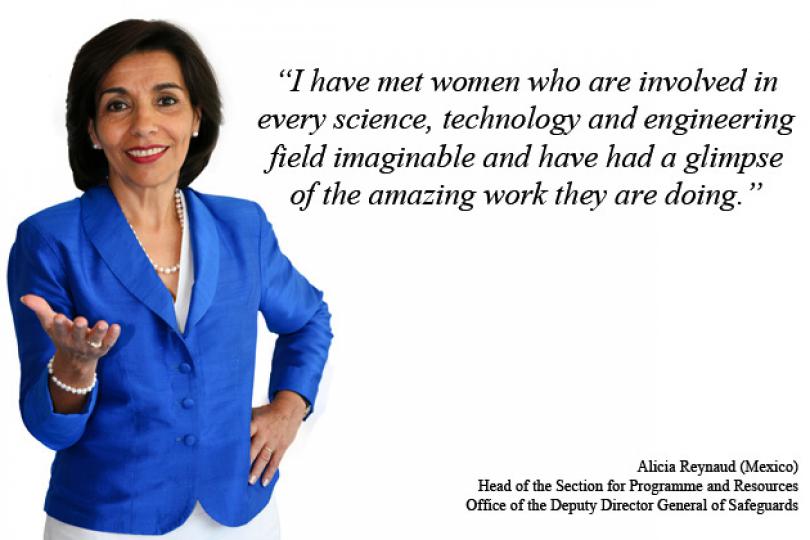 “I have met women who are involved in
every science, technology and engineering
field imaginable and have had a glimpse
of the amazing work they are doing.”
Alicia Reynaud (Mexico)
Head of the Section for Programme and Resources
Office of the Deputy Director General of Safeguards